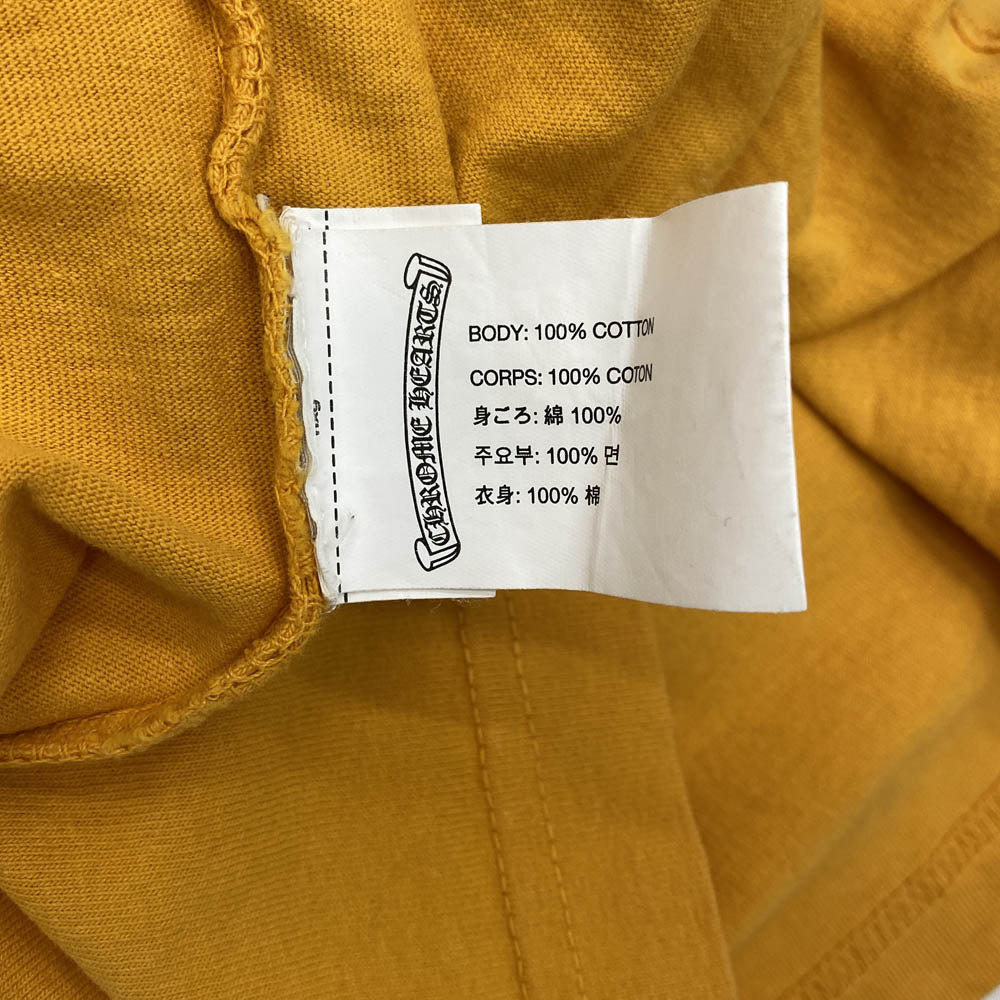 CHROME HEARTS
BODY: 100% COTTON
CORPS: 100% COTON
身ごろ: 綿 100%
주요부: 100% 면
衣身: 100% 棉